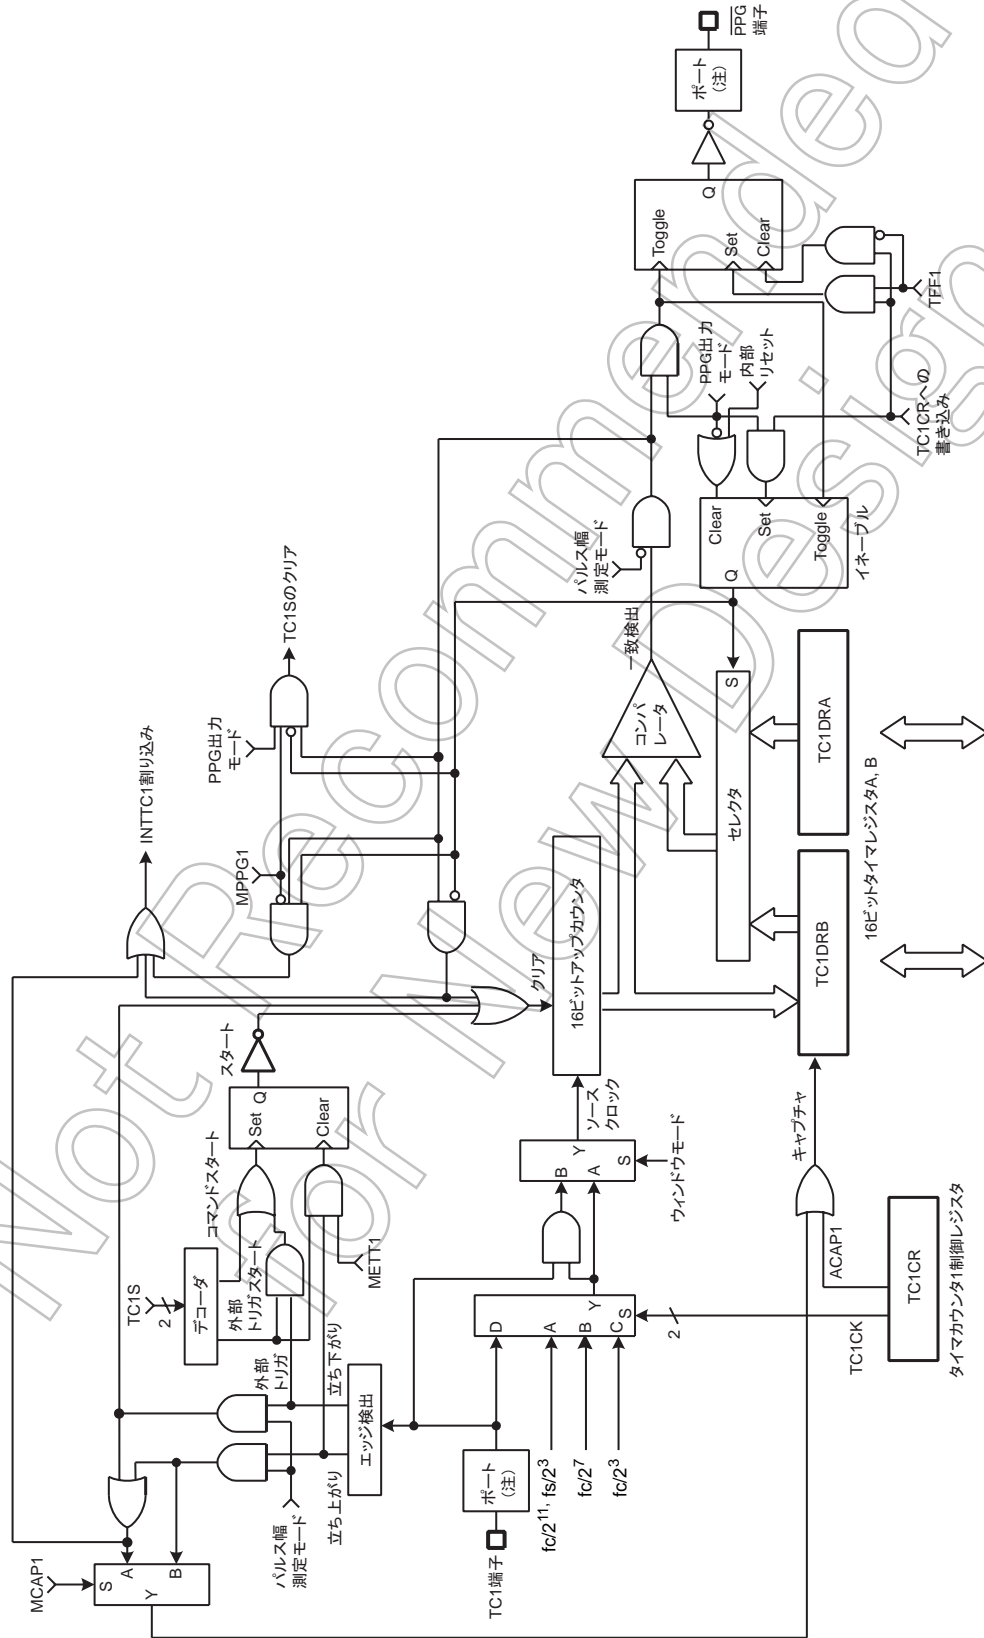 MCAP1
S
A
B
Y
パルス幅
測定モード
立ち上がり
立ち下がり
エッジ検出
外部
トリガ
TC1S
2
デコーダ
外部
トリガスタート
コマンドスタート
METT1
Set
Clear
Q
スタート
INTTC1割り込み
MPPG1
PPG出力
モード
TC1Sのクリア
クリア
TC1端子
ポート
(注)
fc/2¹¹, fs/2³
fc/2⁷
fc/2³
D
A
B
C
S
Y
B
A
S
Y
ウィンドウモード
ソース
クロック
16ビットアップカウンタ
コンパ
レータ
一致検出
パルス幅
測定モード
セレクタ
S
TC1CK
2
TC1CR
タイマカウンタ1制御レジスタ
ACAP1
キャプチャ
TC1DRB
TC1DRA
16ビットタイマレジスタA, B
Q
Clear
Set
Toggle
イネーブル
PPG出力
モード
内部
リセット
TC1CRへの
書き込み
TFF1
Toggle
Set
Clear
Q
ポート
(注)
PPG
端子
Not Recommended
for New Design